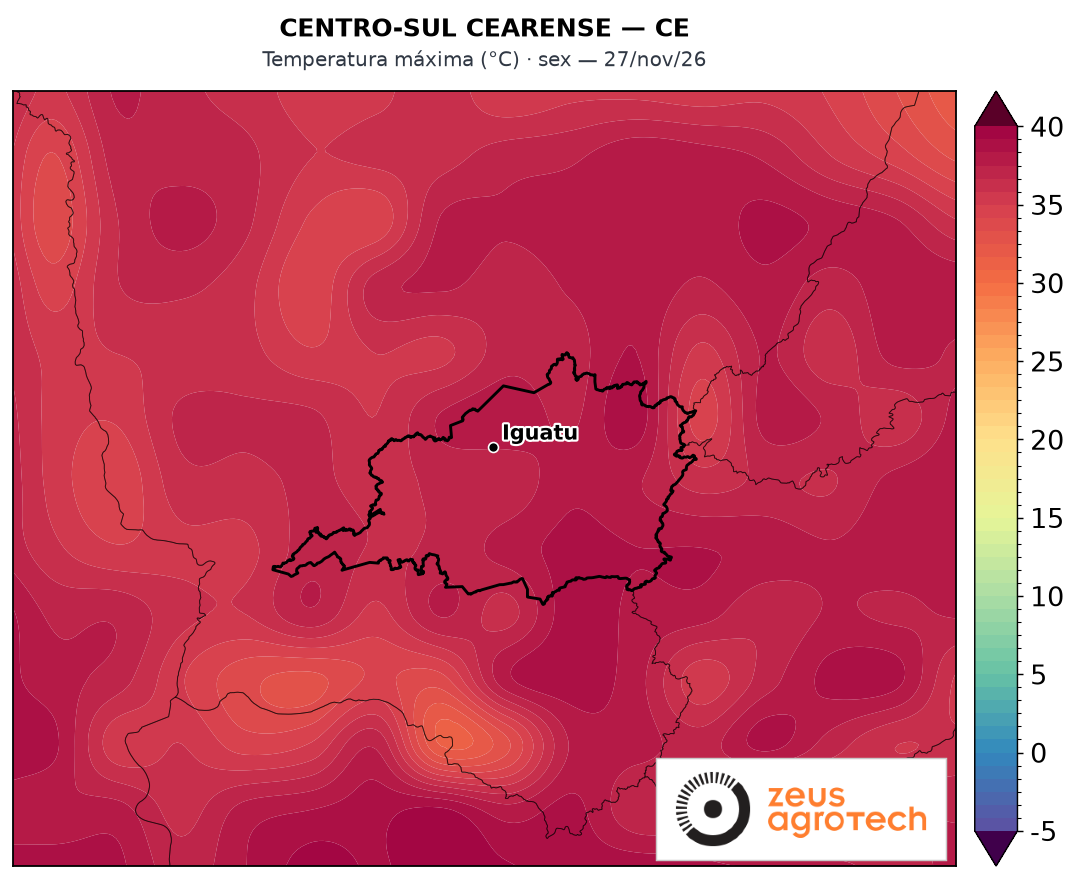 CENTRO-SUL CEARENSE — CE
Temperatura máxima (°C) · sex — 27/nov/26
40
35
30
25
20
15
10
5
0
-5
Iguatu
zeus
agrotech